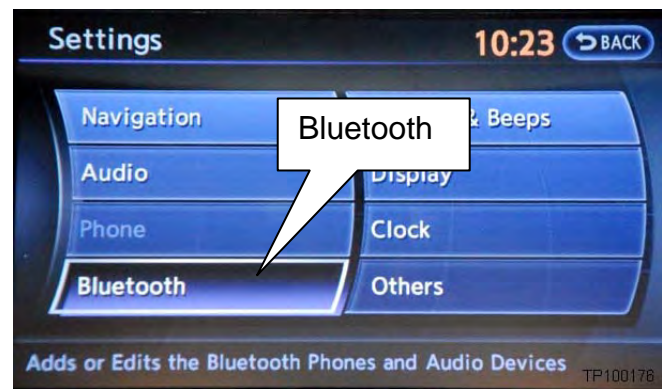 Settings
10:23 BACK
Navigation
& Beeps
Bluetooth
Audio
Display
Phone
Clock
Bluetooth
Others
Adds or Edits the Bluetooth Phones and Audio Devices
TP100176